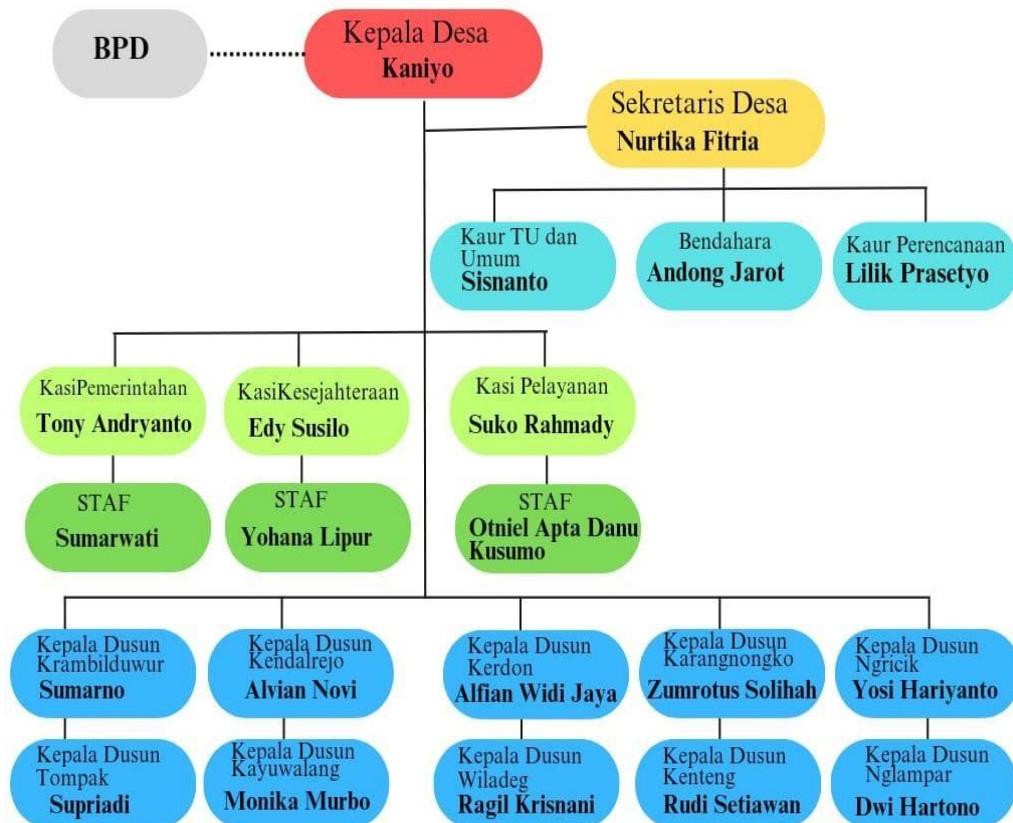 BPD
Kepala Desa
Kaniyo
Sekretaris Desa
Nurtika Fitria
Kaur TU dan
Umum
Sisnanto
Bendahara
Andong Jarot
Kaur Perencanaan
Lilik Prasetyo
KasiPemerintahan
Tony Andryanto
KasiKesejahteraan
Edy Susilo
Kasi Pelayanan
Suko Rahmady
STAF
Sumarwati
STAF
Yohana Lipur
STAF
Otniel Apta Danu
Kusumo
Kepala Dusun
Krambilduwur
Sumarno
Kepala Dusun
Kendalrejo
Alvian Novi
Kepala Dusun
Kerdon
Alfian Widi Jaya
Kepala Dusun
Karangnongko
Zumrotus Solihah
Kepala Dusun
Ngricik
Yosi Hariyanto
Kepala Dusun
Tompak
Supriadi
Kepala Dusun
Kayuwalang
Monika Murbo
Kepala Dusun
Wiladeg
Ragil Krisnani
Kepala Dusun
Kenteng
Rudi Setiawan
Kepala Dusun
Nglampar
Dwi Hartono